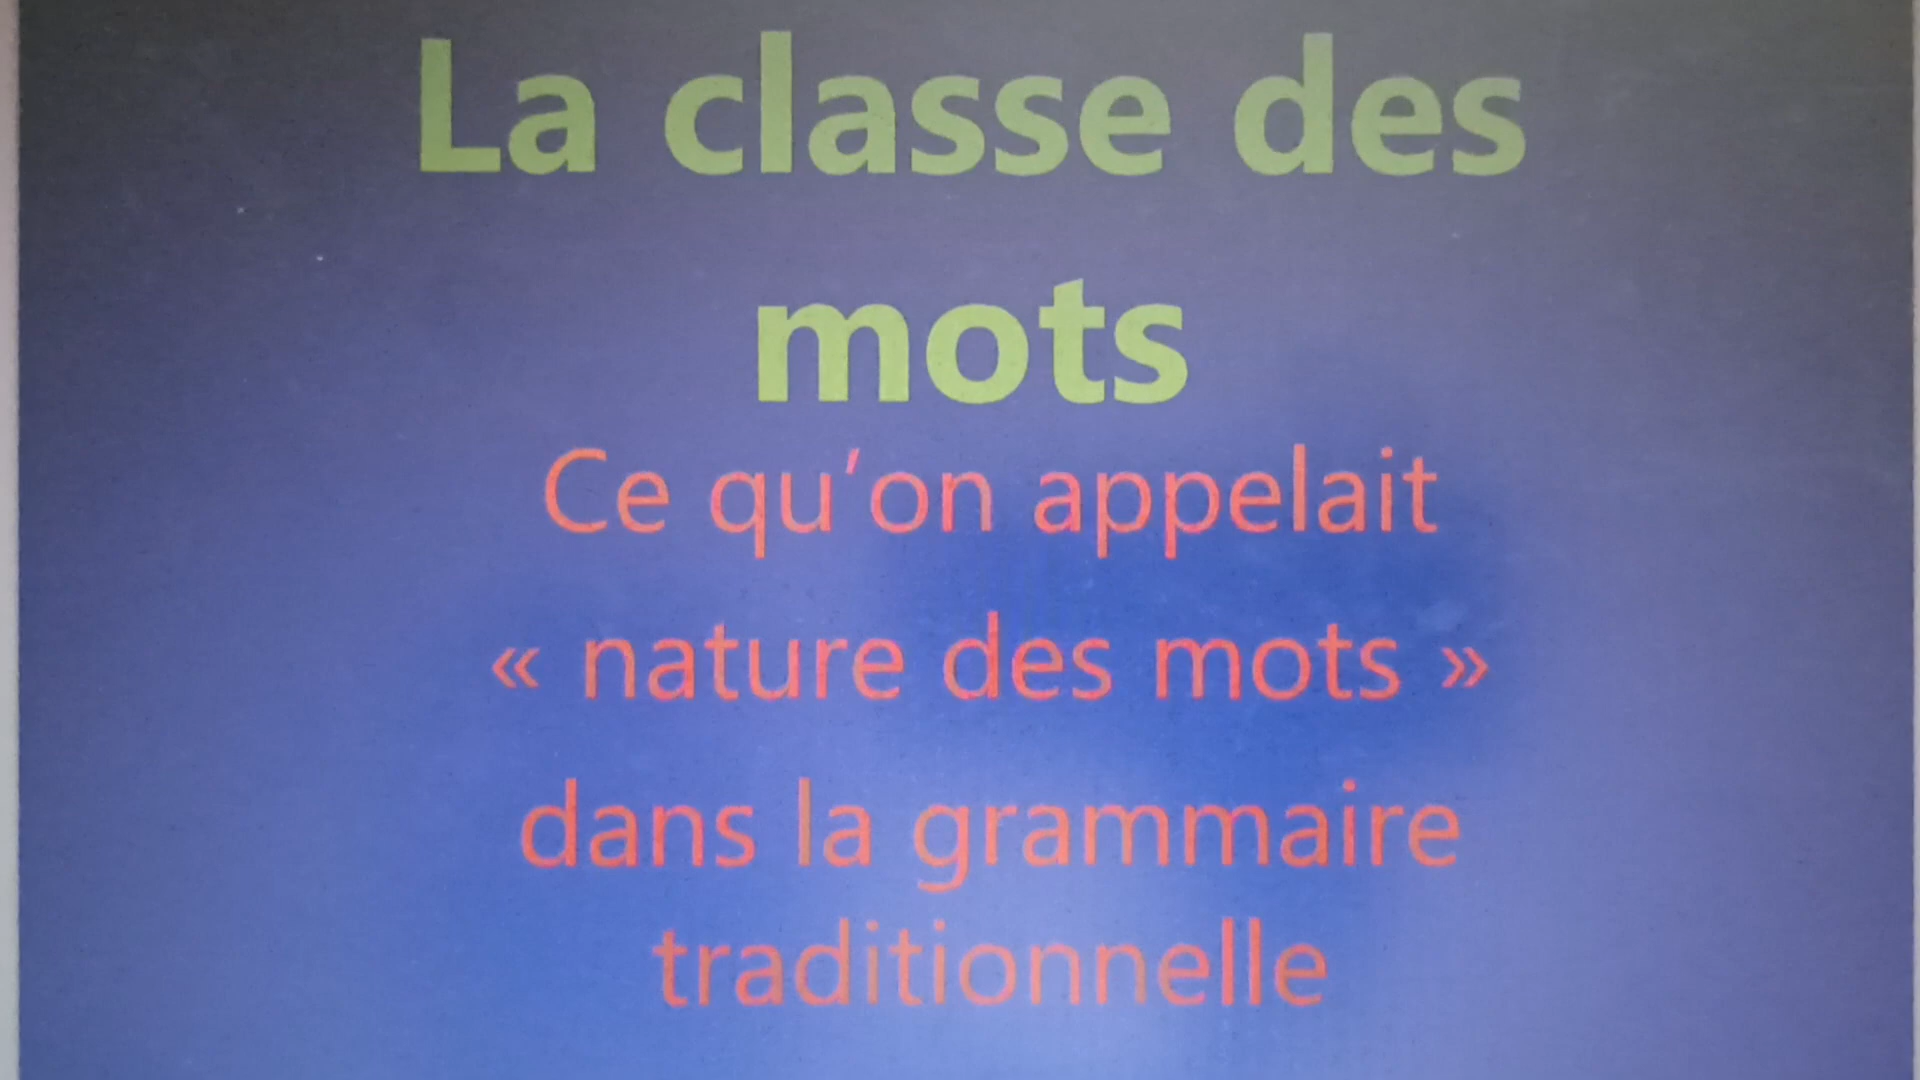 La classe des
mots
Ce qu’on appelait
« nature des mots »
dans la grammaire
traditionnelle